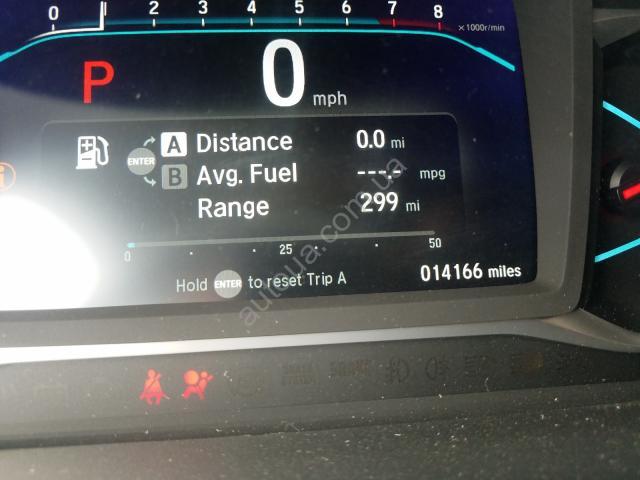 0 2 3 4 5 6 7 8 x1000r/min
P 0 mph
ENTER A Distance 0.0 mi
B Avg. Fuel ---.- mpg
Range 299 mi
0 25 50
Hold ENTER to reset Trip A 014166 miles
autoua.com.ua